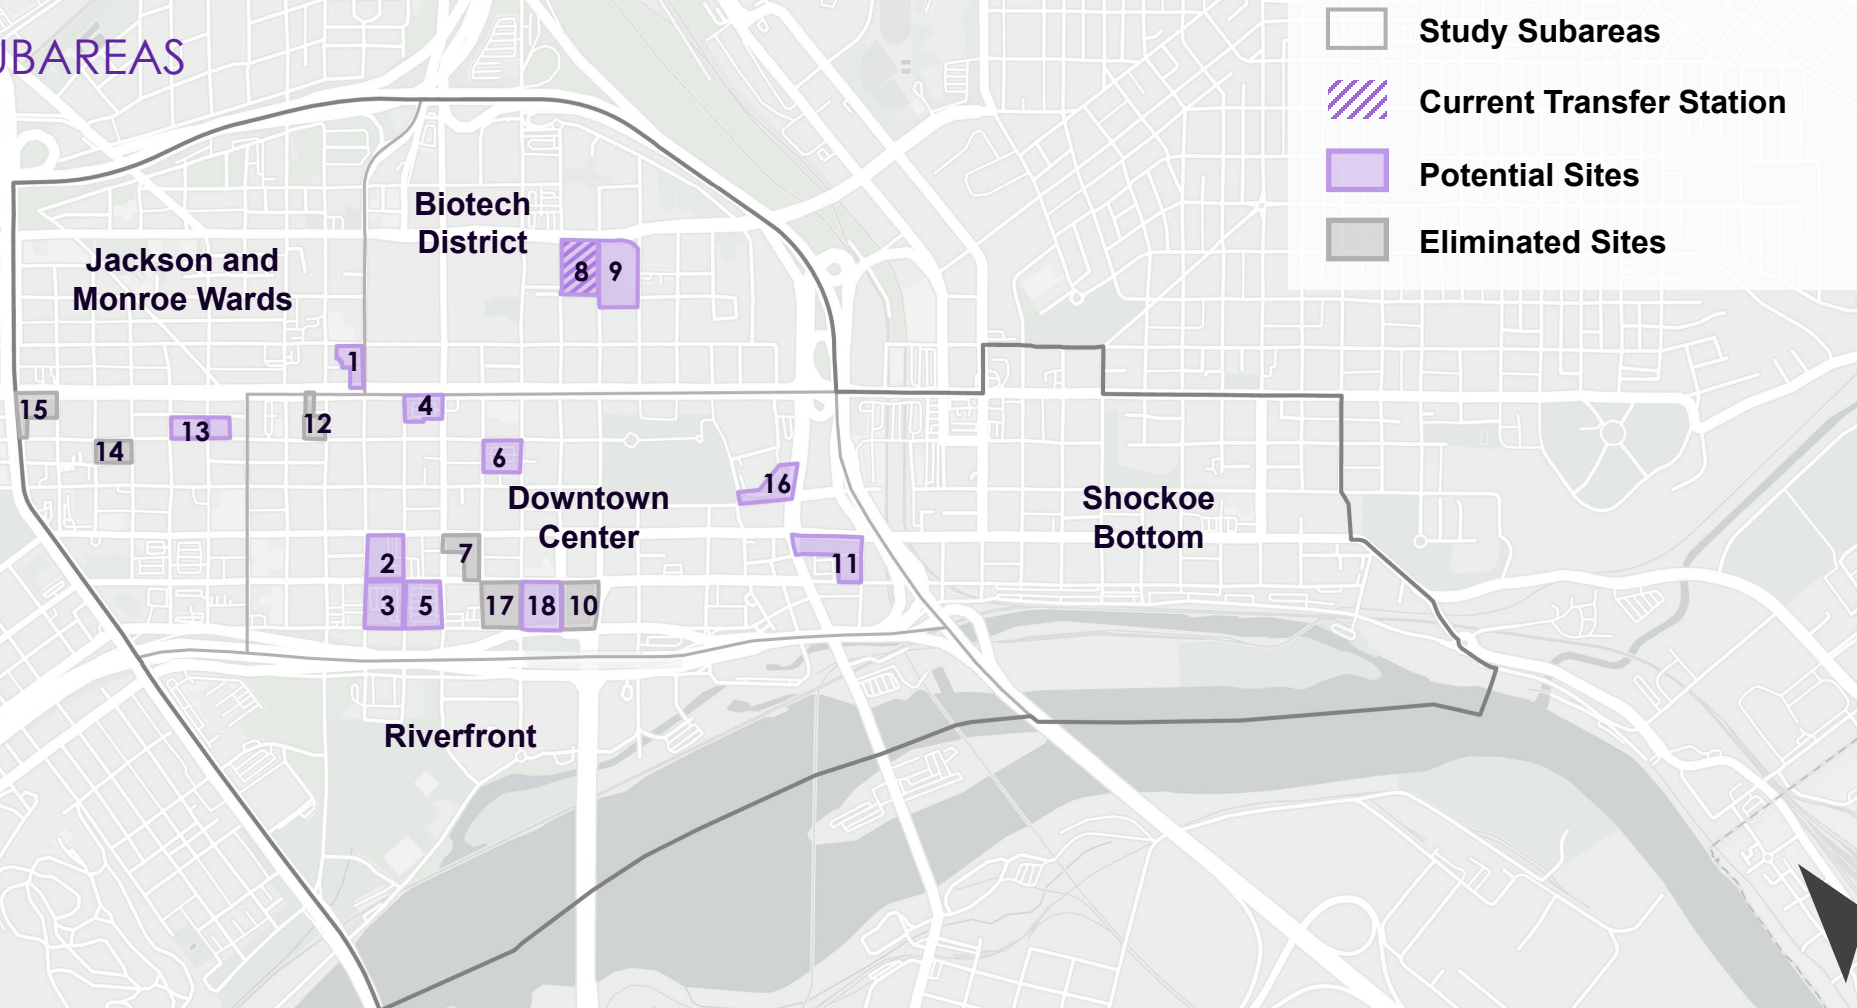 UBAREAS
Study Subareas
Current Transfer Station
Potential Sites
Eliminated Sites
Biotech
District
Jackson and
Monroe Wards
8
9
1
15
13
14
12
4
6
16
Downtown
Center
Shockoe
Bottom
2
7
11
3
5
17
18
10
Riverfront